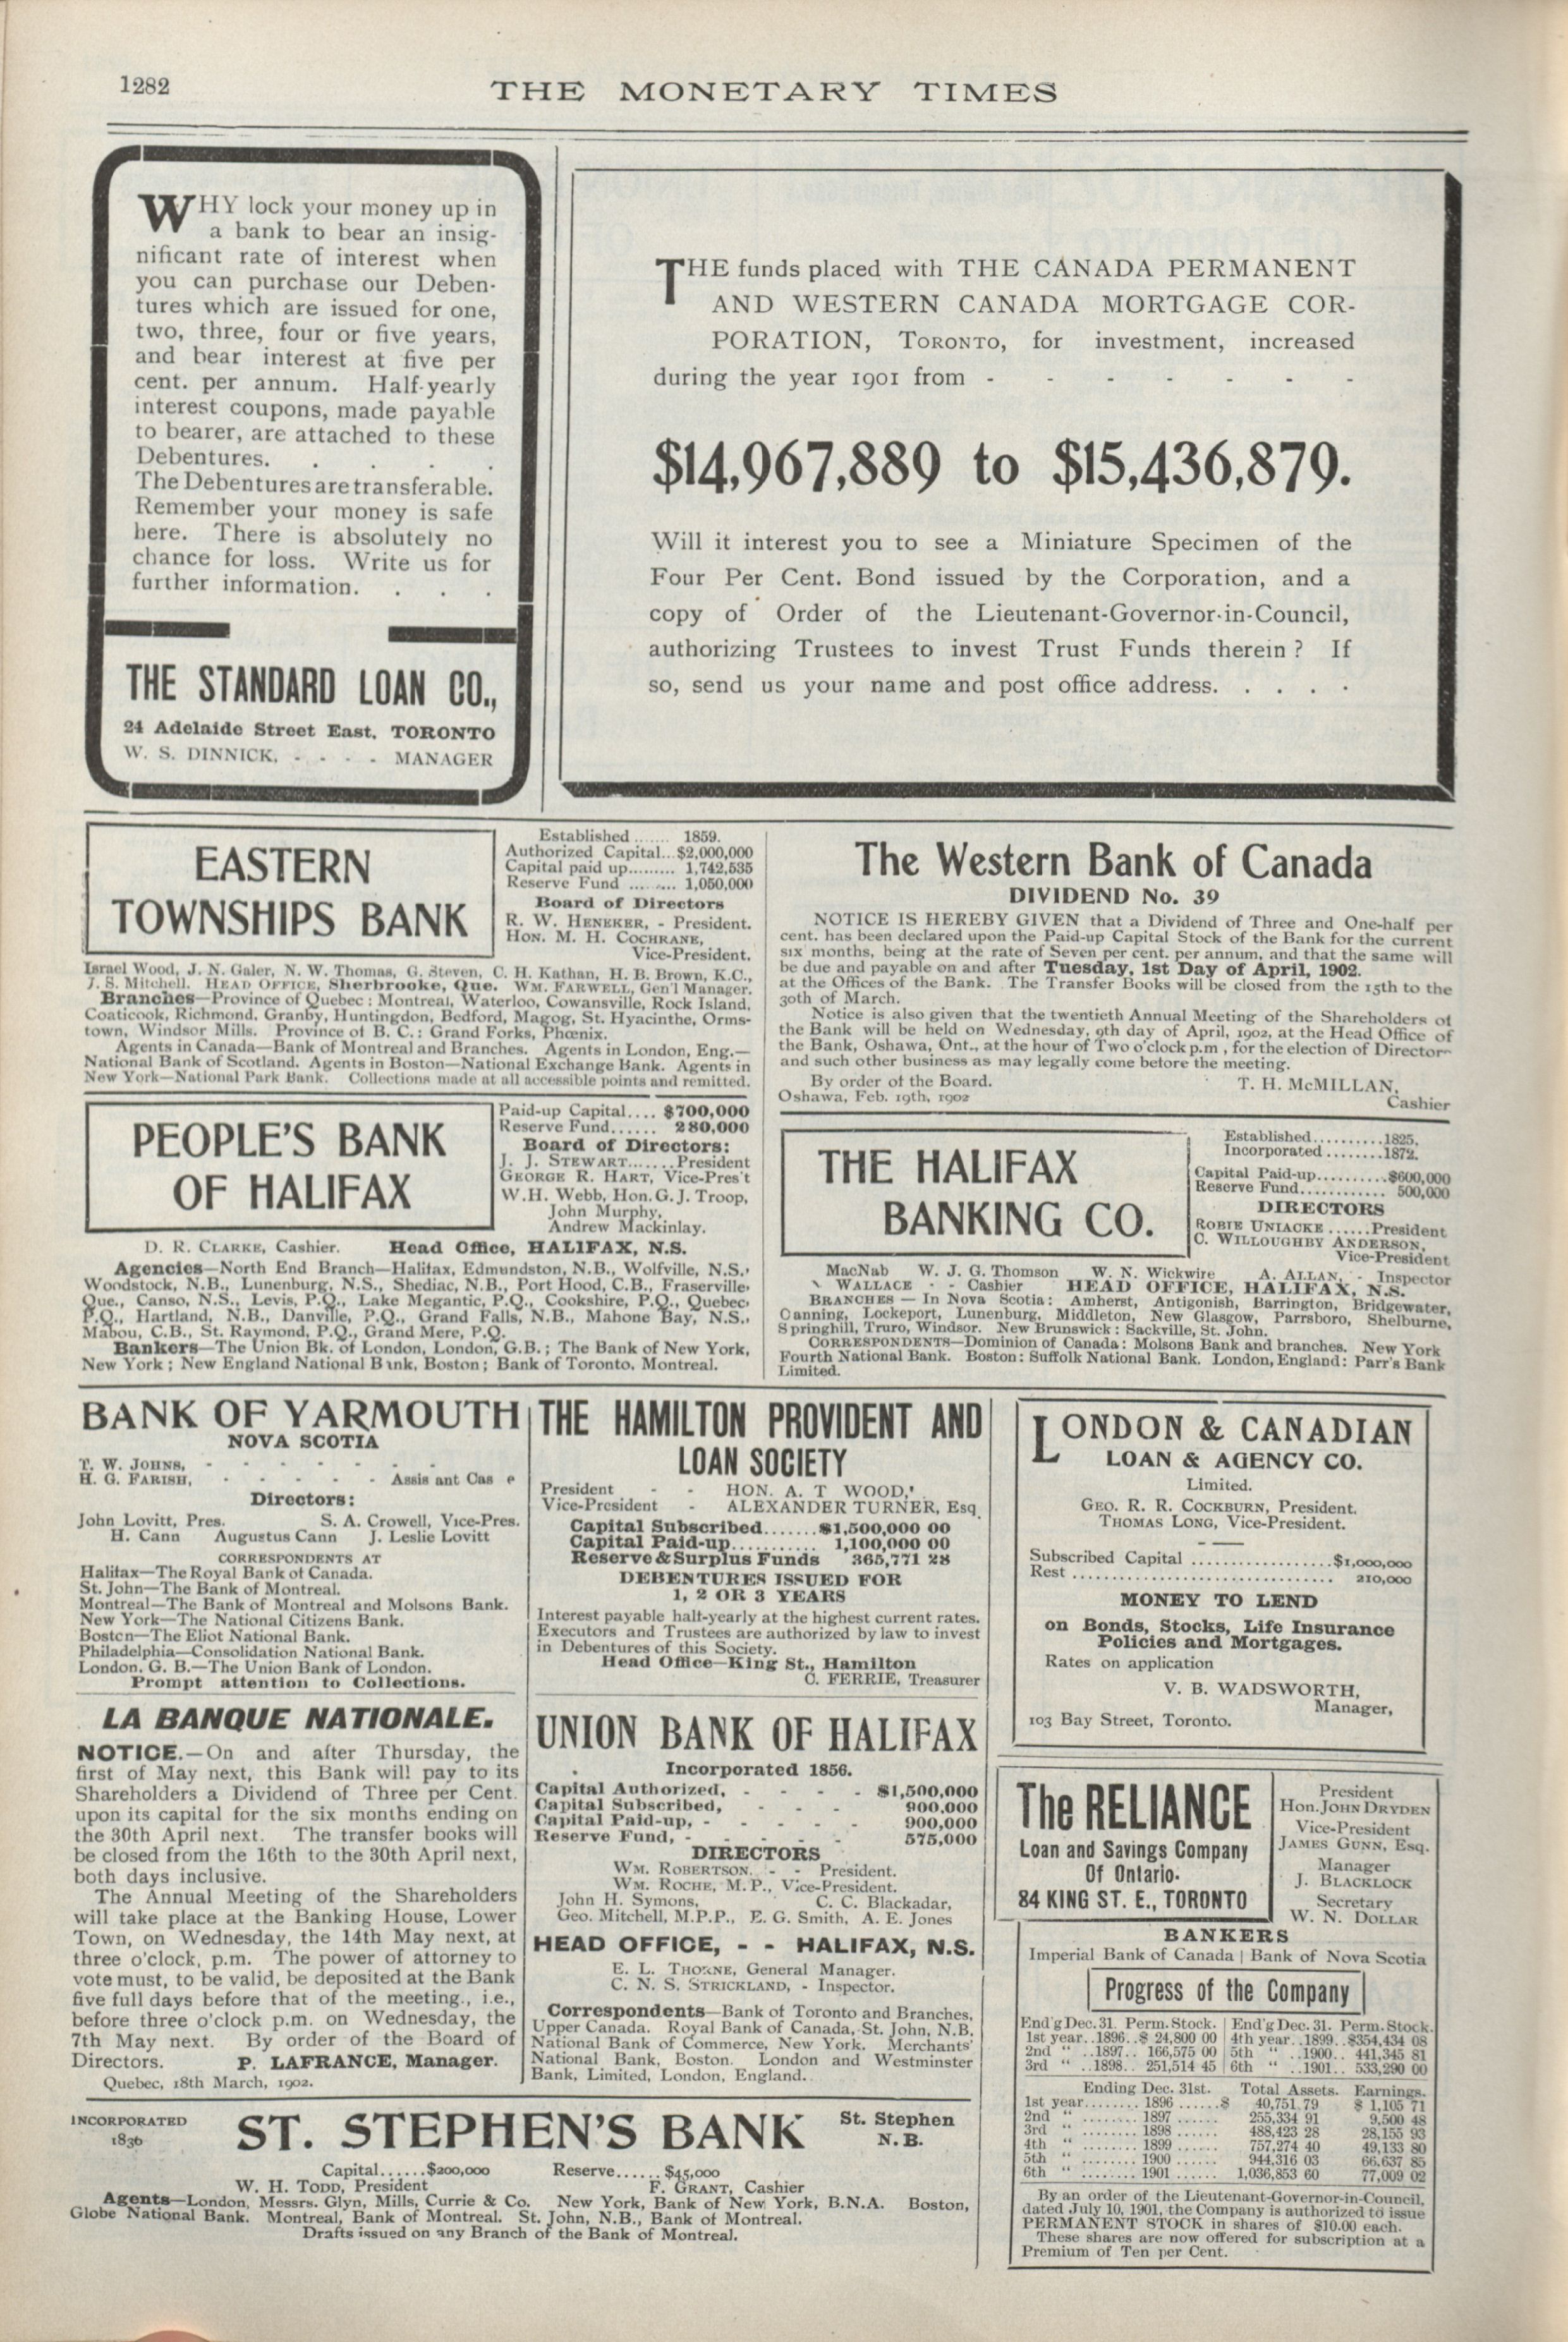 1282
THE MONETARY TIMES
WHY lock your money up in
a bank to bear an insig-
nificant rate of interest when
you can purchase our Deben-
tures which are issued for one,
two, three, four or five years,
and bear interest at five per
cent. per annum. Half-yearly
interest coupons, made payable
to bearer, are attached to these
Debentures. . . .
The Debentures are transferable.
Remember your money is safe
here. There is absolutely no
chance for loss. Write us for
further information. . . .
THE STANDARD LOAN CO.,
24 Adelaide Street East, TORONTO
W. S. DINNICK, - - - - MANAGER
THE funds placed with THE CANADA PERMANENT
AND WESTERN CANADA MORTGAGE COR-
PORATION, TORONTO, for investment, increased
during the year 1901 from - - - - - - -
$14,967,889 to $15,436,879.
Will it interest you to see a Miniature Specimen of the
Four Per Cent. Bond issued by the Corporation, and a
copy of Order of the Lieutenant-Governor-in-Council,
authorizing Trustees to invest Trust Funds therein? If
so, send us your name and post office address. . . . .
EASTERN
TOWNSHIPS BANK
Established ....... 1859.
Authorized Capital... $2,000,000
Capital paid up......... 1,742,535
Reserve Fund ........ 1,050,000
Board of Directors
R. W. HENEKER, - President.
HON. M. H. COCHRANE,
Vice-President.
Israel Wood, J. N. Galer, N. W. Thomas, G. Steven, C. H. Kathan, H. B. Brown, K.C.,
J. S. Mitchell. HEAD OFFICE, Sherbrooke, Que. WM. FARWELL, Gen'l Manager.
Branches—Province of Quebec: Montreal, Waterloo, Cowansville, Rock Island,
Coaticook, Richmond, Granby, Huntingdon, Bedford, Magog, St. Hyacinthe, Orms-
town, Windsor Mills. Province of B. C.: Grand Forks, Phœnix.
Agents in Canada—Bank of Montreal and Branches. Agents in London, Eng.—
National Bank of Scotland. Agents in Boston—National Exchange Bank. Agents in
New York—National Park Bank. Collections made at all accessible points and remitted.
The Western Bank of Canada
DIVIDEND No. 39
NOTICE IS HEREBY GIVEN that a Dividend of Three and One-half per
cent. has been declared upon the Paid-up Capital Stock of the Bank for the current
six months, being at the rate of Seven per cent. per annum, and that the same will
be due and payable on and after Tuesday, 1st Day of April, 1902.
at the Offices of the Bank. The Transfer Books will be closed from the 15th to the
30th of March.
Notice is also given that the twentieth Annual Meeting of the Shareholders of
the Bank will be held on Wednesday, 9th day of April, 1902, at the Head Office of
the Bank, Oshawa, Ont., at the hour of Two o'clock p.m , for the election of Director-
and such other business as may legally come before the meeting.
By order of the Board. T. H. McMILLAN,
Oshawa, Feb. 19th, 1902 Cashier
PEOPLE'S BANK
OF HALIFAX
Paid-up Capital.... $700,000
Reserve Fund...... 280,000
Board of Directors:
J. J. STEWART.......President
GEORGE R. HART, Vice-Pres't
W.H. Webb, Hon. G. J. Troop,
John Murphy,
Andrew Mackinlay.
D. R. CLARKE, Cashier. Head Office, HALIFAX, N.S.
Agencies—North End Branch—Halifax, Edmundston, N.B., Wolfville, N.S.,
Woodstock, N.B., Lunenburg, N.S., Shediac, N.B., Port Hood, C.B., Fraserville,
Que., Canso, N.S., Levis, P.Q., Lake Megantic, P.Q., Cookshire, P.Q., Quebec,
P.Q., Hartland, N.B., Danville, P.Q., Grand Falls, N.B., Mahone Bay, N.S.,
Mabou, C.B., St. Raymond, P.Q., Grand Mere, P.Q.
Bankers—The Union Bk. of London, London, G.B.; The Bank of New York,
New York; New England National Bank, Boston; Bank of Toronto, Montreal.
THE HALIFAX
BANKING CO.
Established..........1825.
Incorporated ........1872.
Capital Paid-up..........$600,000
Reserve Fund............ 500,000
DIRECTORS
ROBIE UNIACKE ......President
C. WILLOUGHBY ANDERSON,
Vice-President
MacNab W. J. G. Thomson W. N. Wickwire A. ALLAN, - Inspector
WALLACE - - Cashier HEAD OFFICE, HALIFAX, N.S.
BRANCHES — In Nova Scotia: Amherst, Antigonish, Barrington, Bridgewater,
Canning, Lockeport, Lunenburg, Middleton, New Glasgow, Parrsboro, Shelburne,
Springhill, Truro, Windsor. New Brunswick: Sackville, St. John.
CORRESPONDENTS—Dominion of Canada: Molsons Bank and branches. New York
Fourth National Bank. Boston: Suffolk National Bank. London, England: Parr's Bank
Limited.
BANK OF YARMOUTH
NOVA SCOTIA
T. W. JOHNS, - - - - - - -
H. G. FARISH, - - - - - Assis ant Cas e
Directors:
John Lovitt, Pres. S. A. Crowell, Vice-Pres.
H. Cann Augustus Cann J. Leslie Lovitt
CORRESPONDENTS AT
Halifax—The Royal Bank of Canada.
St. John—The Bank of Montreal.
Montreal—The Bank of Montreal and Molsons Bank.
New York—The National Citizens Bank.
Boston—The Eliot National Bank.
Philadelphia—Consolidation National Bank.
London, G. B.—The Union Bank of London.
Prompt attention to Collections.
THE HAMILTON PROVIDENT AND
LOAN SOCIETY
President - - HON. A. T WOOD,
Vice-President - ALEXANDER TURNER, Esq.
Capital Subscribed.......$1,500,000 00
Capital Paid-up........... 1,100,000 00
Reserve & Surplus Funds 365,771 28
DEBENTURES ISSUED FOR
1, 2 OR 3 YEARS
Interest payable half-yearly at the highest current rates.
Executors and Trustees are authorized by law to invest
in Debentures of this Society.
Head Office—King St., Hamilton
C. FERRIE, Treasurer
LONDON & CANADIAN
LOAN & AGENCY CO.
Limited.
GEO. R. R. COCKBURN, President.
THOMAS LONG, Vice-President.
Subscribed Capital ..................$1,000,000
Rest ................................. 210,000
MONEY TO LEND
on Bonds, Stocks, Life Insurance
Policies and Mortgages.
Rates on application
V. B. WADSWORTH,
Manager,
103 Bay Street, Toronto.
LA BANQUE NATIONALE.
NOTICE.—On and after Thursday, the
first of May next, this Bank will pay to its
Shareholders a Dividend of Three per Cent.
upon its capital for the six months ending on
the 30th April next. The transfer books will
be closed from the 16th to the 30th April next,
both days inclusive.
The Annual Meeting of the Shareholders
will take place at the Banking House, Lower
Town, on Wednesday, the 14th May next, at
three o'clock, p.m. The power of attorney to
vote must, to be valid, be deposited at the Bank
five full days before that of the meeting., i.e.,
before three o'clock p.m. on Wednesday, the
7th May next. By order of the Board of
Directors. P. LAFRANCE, Manager.
Quebec, 18th March, 1902.
UNION BANK OF HALIFAX
Incorporated 1856.
Capital Authorized, - - - - $1,500,000
Capital Subscribed, - - - 900,000
Capital Paid-up, - - - - - 900,000
Reserve Fund, - - - - - 575,000
DIRECTORS
WM. ROBERTSON. - - President.
WM. ROCHE, M.P., Vice-President.
John H. Symons, C. C. Blackadar,
Geo. Mitchell, M.P.P., E. G. Smith, A. E. Jones
HEAD OFFICE, - - HALIFAX, N.S.
E. L. THORNE, General Manager.
C. N. S. STRICKLAND, - Inspector.
Correspondents—Bank of Toronto and Branches,
Upper Canada. Royal Bank of Canada, St. John, N.B.
National Bank of Commerce, New York. Merchants'
National Bank, Boston. London and Westminster
Bank, Limited, London, England.
The RELIANCE
Loan and Savings Company
Of Ontario.
84 KING ST. E., TORONTO
President
Hon. JOHN DRYDEN
Vice-President
JAMES GUNN, Esq.
Manager
J. BLACKLOCK
Secretary
W. N. DOLLAR
BANKERS
Imperial Bank of Canada | Bank of Nova Scotia
Progress of the Company
End'g Dec. 31. Perm. Stock. | End'g Dec. 31. Perm. Stock.
1st year..1896..$ 24,800 00 | 4th year..1899..$354,434 08
2nd " ..1897.. 166,575 00 | 5th " ..1900.. 441,345 81
3rd " ..1898.. 251,514 45 | 6th " ..1901.. 533,290 00
Ending Dec. 31st. Total Assets. Earnings.
1st year........ 1896 ......$ 40,751 79 $ 1,105 71
2nd " ........ 1897 ...... 255,334 91 9,500 48
3rd " ........ 1898 ...... 488,423 28 28,155 93
4th " ........ 1899 ...... 757,274 40 49,133 80
5th " ........ 1900 ...... 944,316 03 66,637 85
6th " ........ 1901 ...... 1,036,853 60 77,009 02
By an order of the Lieutenant-Governor-in-Council,
dated July 10, 1901, the Company is authorized to issue
PERMANENT STOCK in shares of $10.00 each.
These shares are now offered for subscription at a
Premium of Ten per Cent.
INCORPORATED
1836
ST. STEPHEN'S BANK
St. Stephen
N. B.
Capital......$200,000 Reserve......$45,000
W. H. TODD, President F. GRANT, Cashier
Agents—London, Messrs. Glyn, Mills, Currie & Co. New York, Bank of New York, B.N.A. Boston,
Globe National Bank. Montreal, Bank of Montreal. St. John, N.B., Bank of Montreal.
Drafts issued on any Branch of the Bank of Montreal.